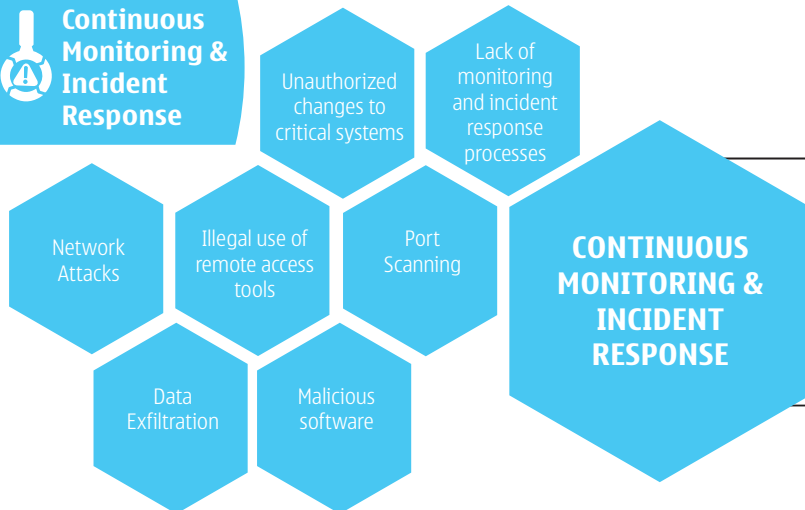 Continuous
Monitoring &
Incident
Response
Unauthorized
changes to
critical systems
Lack of
monitoring
and incident
response
processes
Network
Attacks
Illegal use of
remote access
tools
Port
Scanning
CONTINUOUS
MONITORING &
INCIDENT
RESPONSE
Data
Exfiltration
Malicious
software